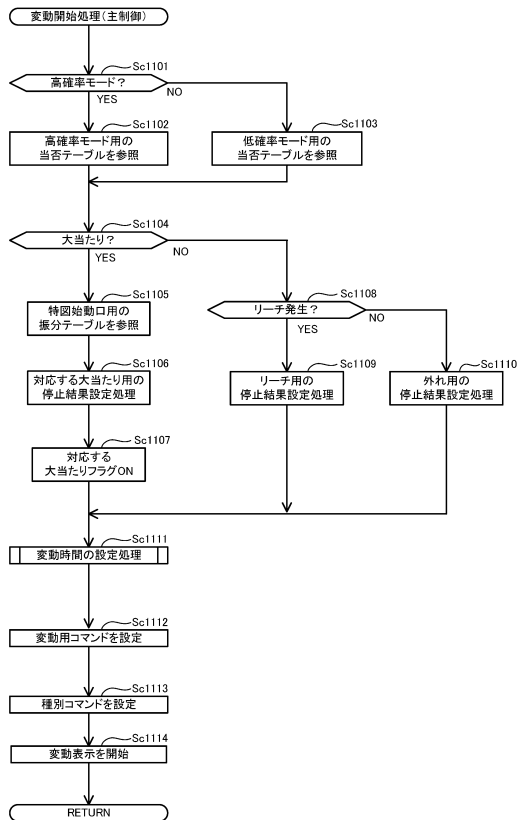 変動開始処理(主制御)
Sc1101
高確率モード?
NO
YES
Sc1102
高確率モード用の
当否テーブルを参照
Sc1103
低確率モード用の
当否テーブルを参照
Sc1104
大当たり?
NO
YES
Sc1105
特図始動口用の
振分テーブルを参照
Sc1108
リーチ発生?
NO
YES
Sc1106
対応する大当たり用の
停止結果設定処理
Sc1109
リーチ用の
停止結果設定処理
Sc1110
外れ用の
停止結果設定処理
Sc1107
対応する
大当たりフラグON
Sc1111
変動時間の設定処理
Sc1112
変動用コマンドを設定
Sc1113
種別コマンドを設定
Sc1114
変動表示を開始
RETURN